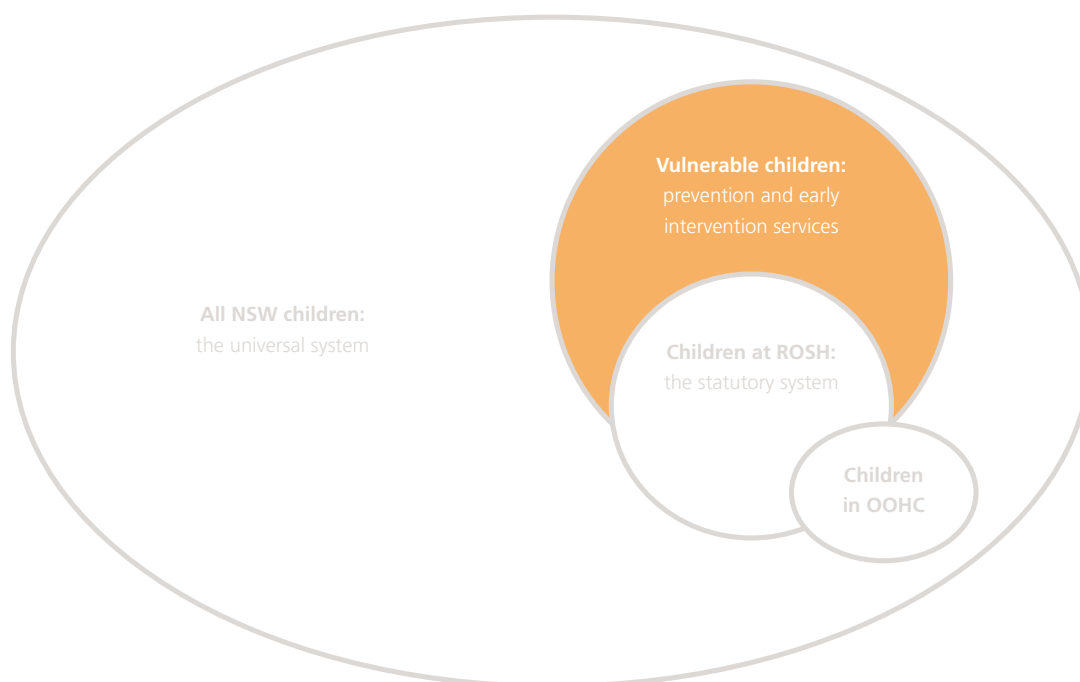 Vulnerable children:
prevention and early
intervention services
All NSW children:
the universal system
Children at ROSH:
the statutory system
Children
in OOHC